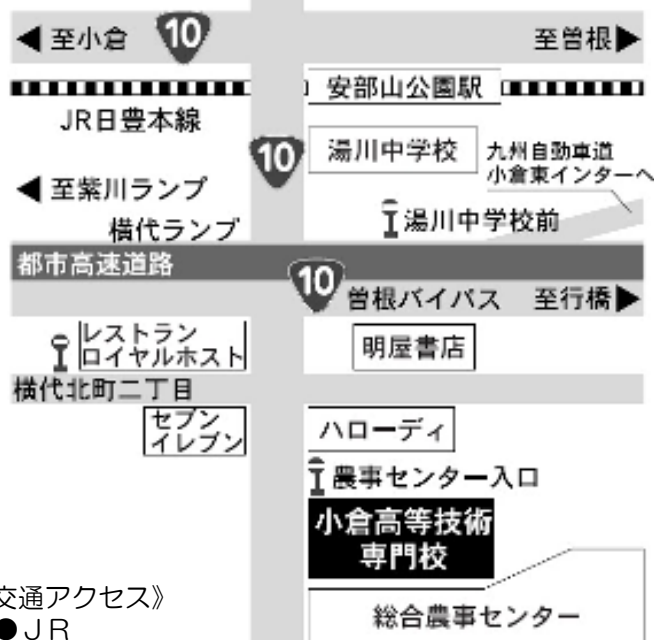 ◀ 至小倉
10
至曽根▶
安部山公園駅
JR日豊本線
10
湯川中学校
九州自動車道
小倉東インターへ
◀ 至紫川ランプ
横代ランプ
湯川中学校前
都市高速道路
10
曽根バイパス
至行橋▶
レストラン
ロイヤルホスト
明屋書店
横代北町二丁目
セブン
イレブン
ハローディ
農事センター入口
小倉高等技術
専門校
総合農事センター
交通アクセス》
●ＪＲ